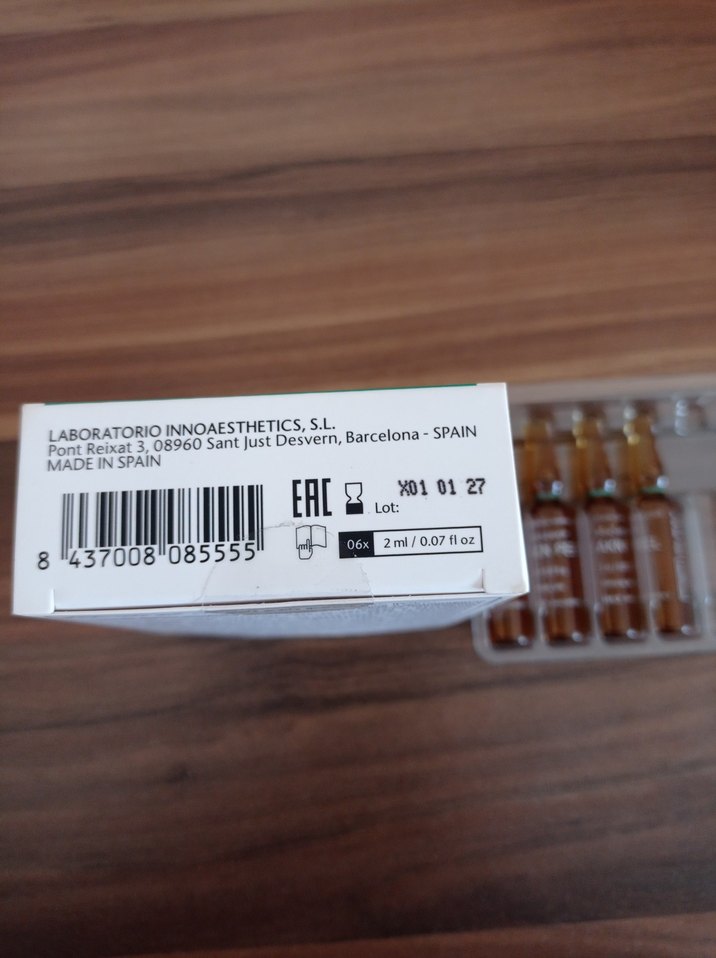 LABORATORIO INNOAESTHETICS, S.L.
Pont Reixat 3, 08960 Sant Just Desvern, Barcelona - SPAIN
MADE IN SPAIN
EAC
X01 01 27
Lot:
06x 2 ml / 0.07 fl oz
8 437008 085555